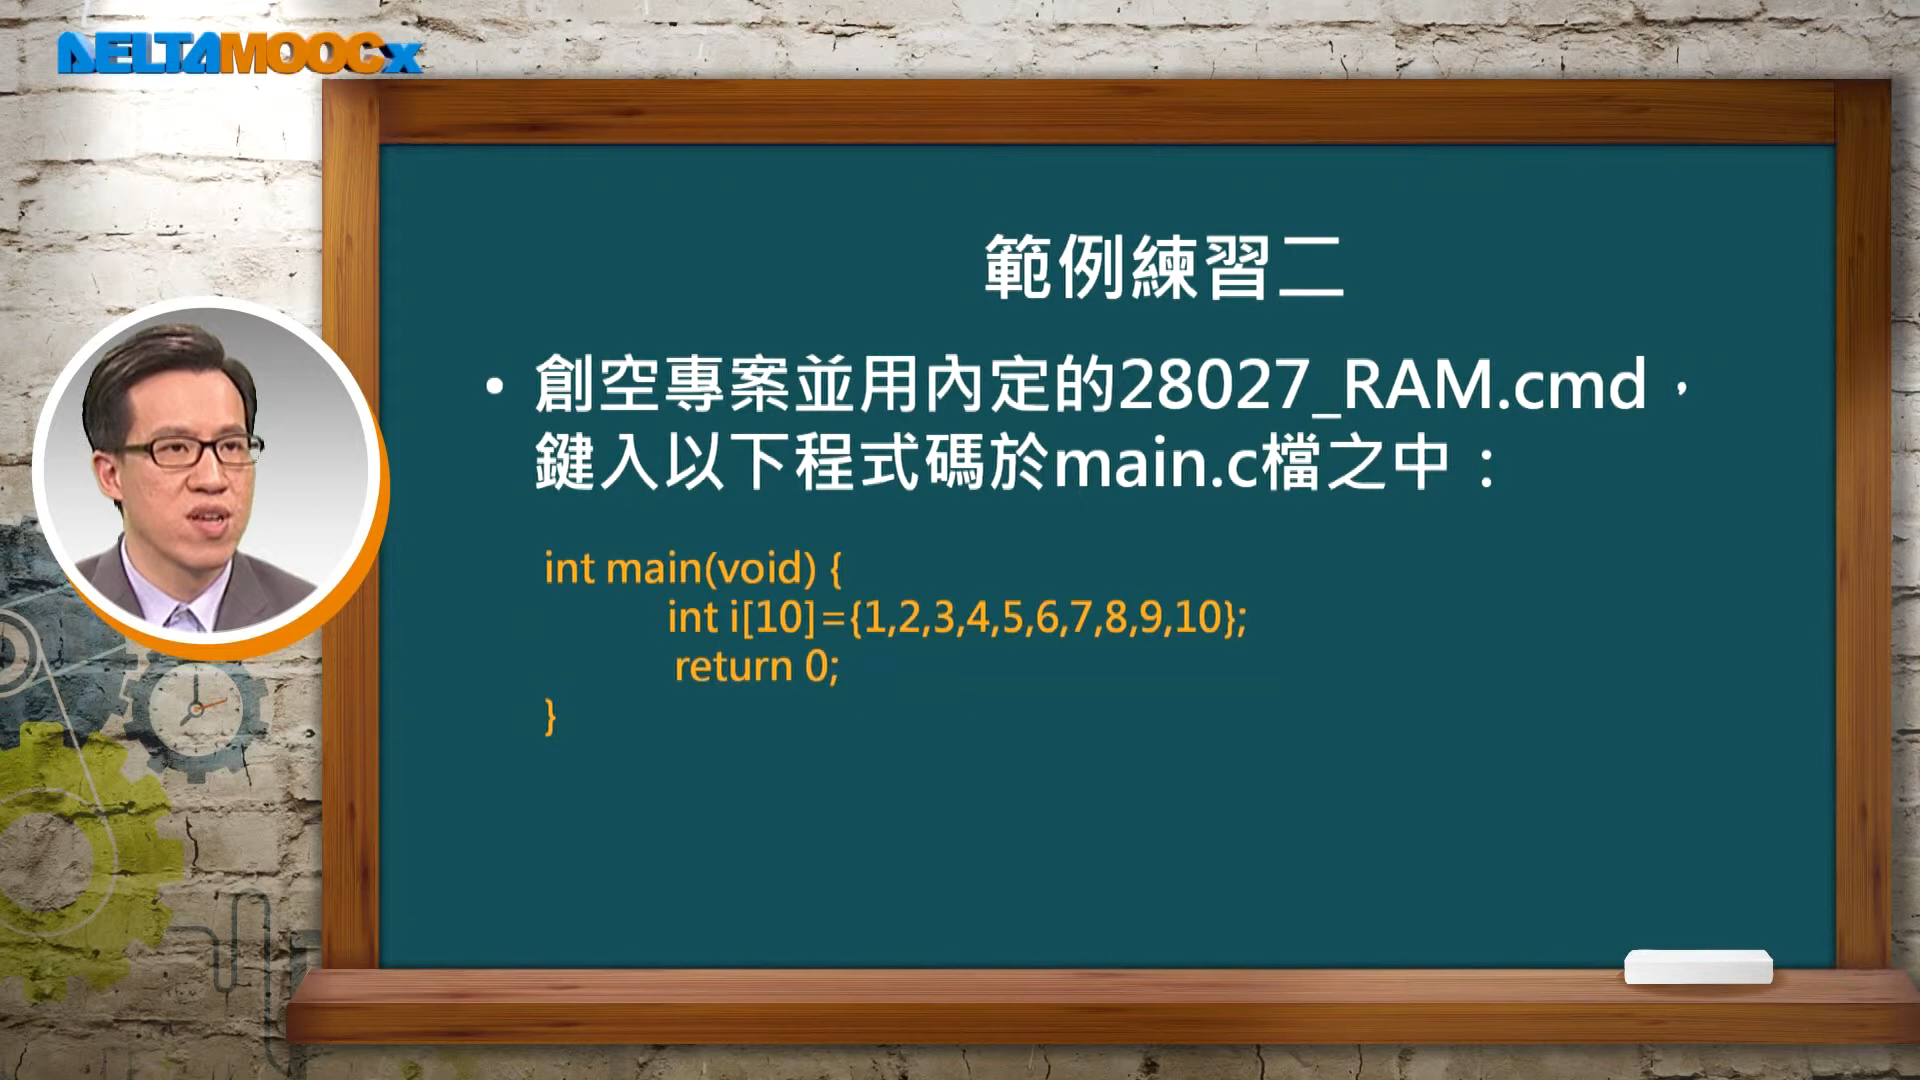 DELTAMOOCx
範例練習二
• 創空專案並用內定的28027_RAM.cmd，
鍵入以下程式碼於main.c檔之中：
int main(void) {
int i[10]={1,2,3,4,5,6,7,8,9,10};
return 0;
}